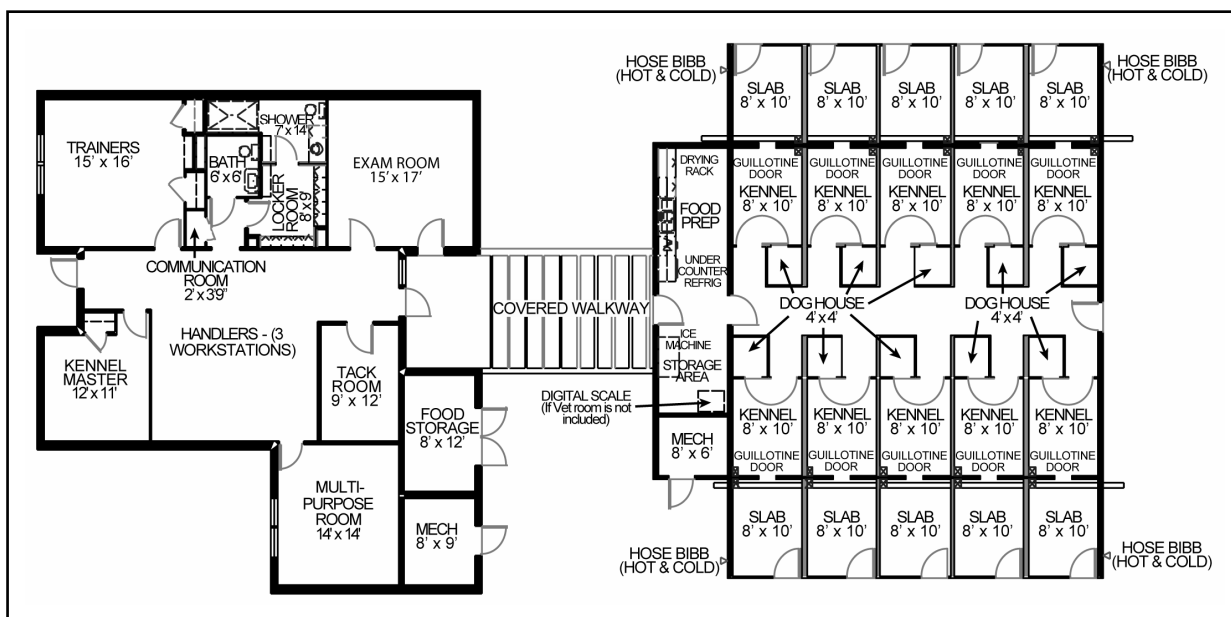 TRAINERS
15' x 16'
SHOWER
7' x 14'
BATH
6' x 6'
LOCKER
ROOM
8' x 9'
EXAM ROOM
15' x 17'
COMMUNICATION
ROOM
2' x 3'9"
HANDLERS - (3
WORKSTATIONS)
KENNEL
MASTER
12' x 11'
TACK
ROOM
9' x 12'
FOOD
STORAGE
8' x 12'
MULTI-
PURPOSE
ROOM
14' x 14'
MECH
8' x 9'
COVERED WALKWAY
DRYING
RACK
FOOD
PREP
UNDER
COUNTER
REFRIG
ICE
MACHINE
STORAGE
AREA
DIGITAL SCALE
(If Vet room is not
included)
MECH
8' x 6'
HOSE BIBB
(HOT & COLD)
HOSE BIBB
(HOT & COLD)
SLAB
8' x 10'
SLAB
8' x 10'
SLAB
8' x 10'
SLAB
8' x 10'
SLAB
8' x 10'
GUILLOTINE
DOOR
KENNEL
8' x 10'
GUILLOTINE
DOOR
KENNEL
8' x 10'
GUILLOTINE
DOOR
KENNEL
8' x 10'
GUILLOTINE
DOOR
KENNEL
8' x 10'
GUILLOTINE
DOOR
KENNEL
8' x 10'
DOG HOUSE
4' x 4'
DOG HOUSE
4' x 4'
KENNEL
8' x 10'
GUILLOTINE
DOOR
KENNEL
8' x 10'
GUILLOTINE
DOOR
KENNEL
8' x 10'
GUILLOTINE
DOOR
KENNEL
8' x 10'
GUILLOTINE
DOOR
KENNEL
8' x 10'
GUILLOTINE
DOOR
SLAB
8' x 10'
SLAB
8' x 10'
SLAB
8' x 10'
SLAB
8' x 10'
SLAB
8' x 10'
HOSE BIBB
(HOT & COLD)
HOSE BIBB
(HOT & COLD)